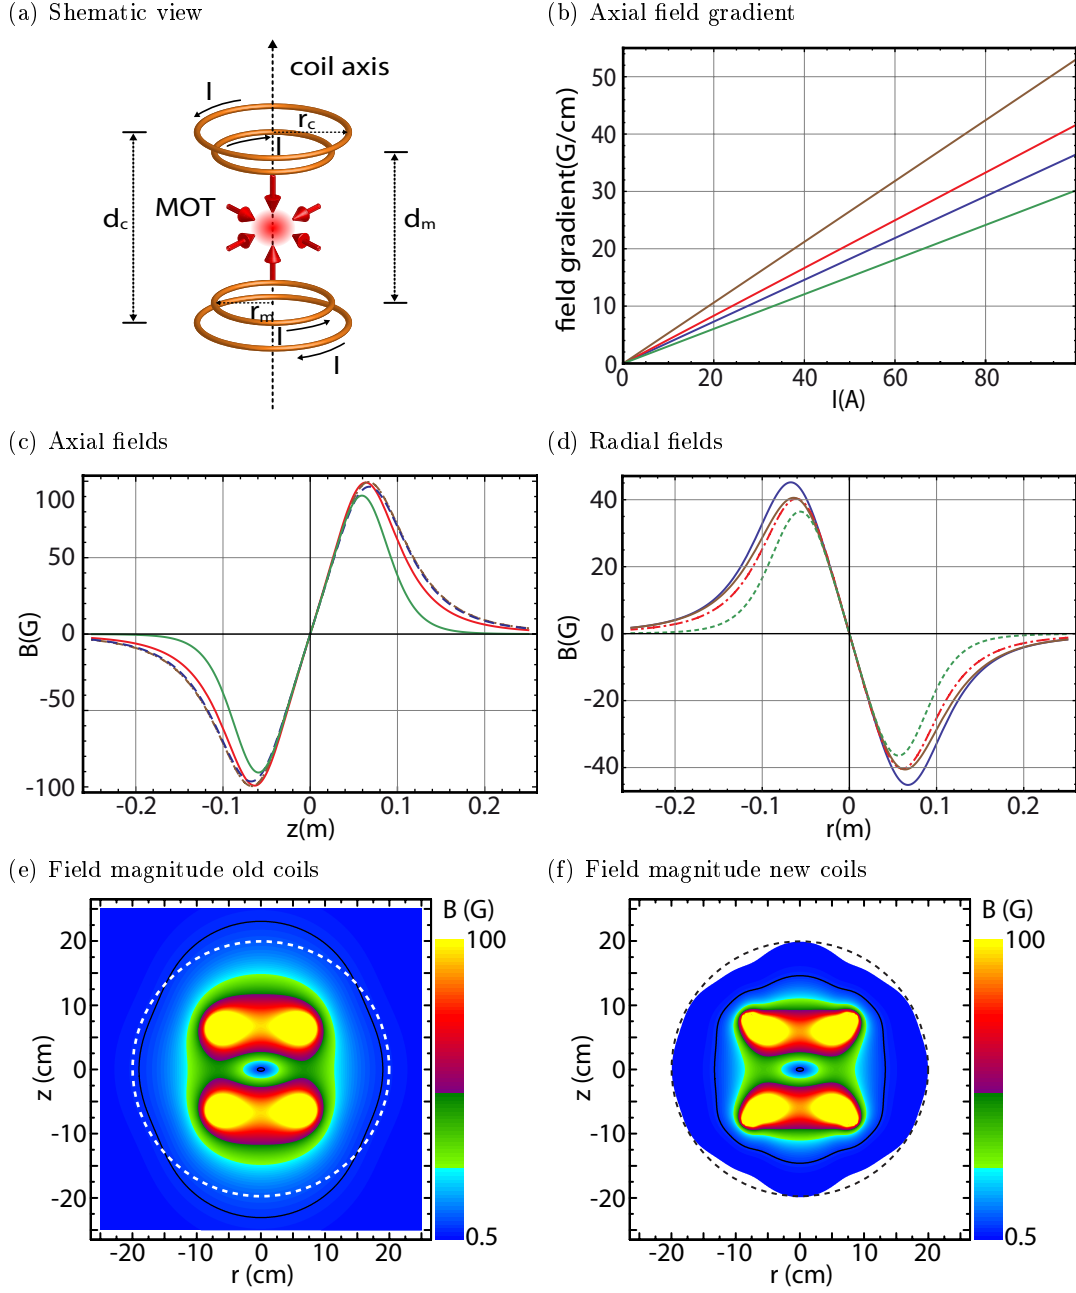 (a) Shematic view
coil axis
I
r_c
I
d_c
MOT
d_m
r_m
I
I
(b) Axial field gradient
field gradient(G/cm)
50
40
30
20
10
0
0 20 40 60 80
I(A)
(c) Axial fields
B(G)
100
50
0
-50
-100
-0.2 -0.1 0 0.1 0.2
z(m)
(d) Radial fields
B(G)
40
20
0
-20
-40
-0.2 -0.1 0 0.1 0.2
r(m)
(e) Field magnitude old coils
B (G)
100
0.5
z (cm)
20
10
0
-10
-20
-20 -10 0 10 20
r (cm)
(f) Field magnitude new coils
B (G)
100
0.5
z (cm)
20
10
0
-10
-20
-20 -10 0 10 20
r (cm)